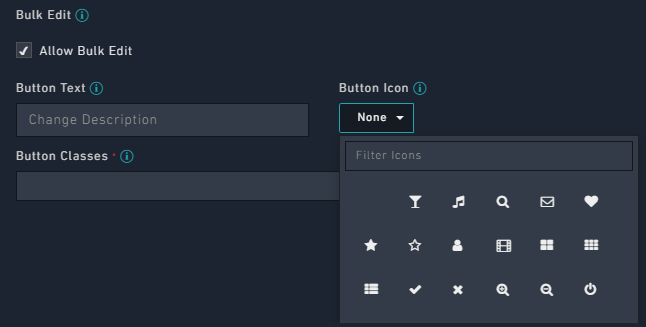 Bulk Edit
Allow Bulk Edit
Button Text
Button Icon
Change Description
None
Button Classes •
Filter Icons